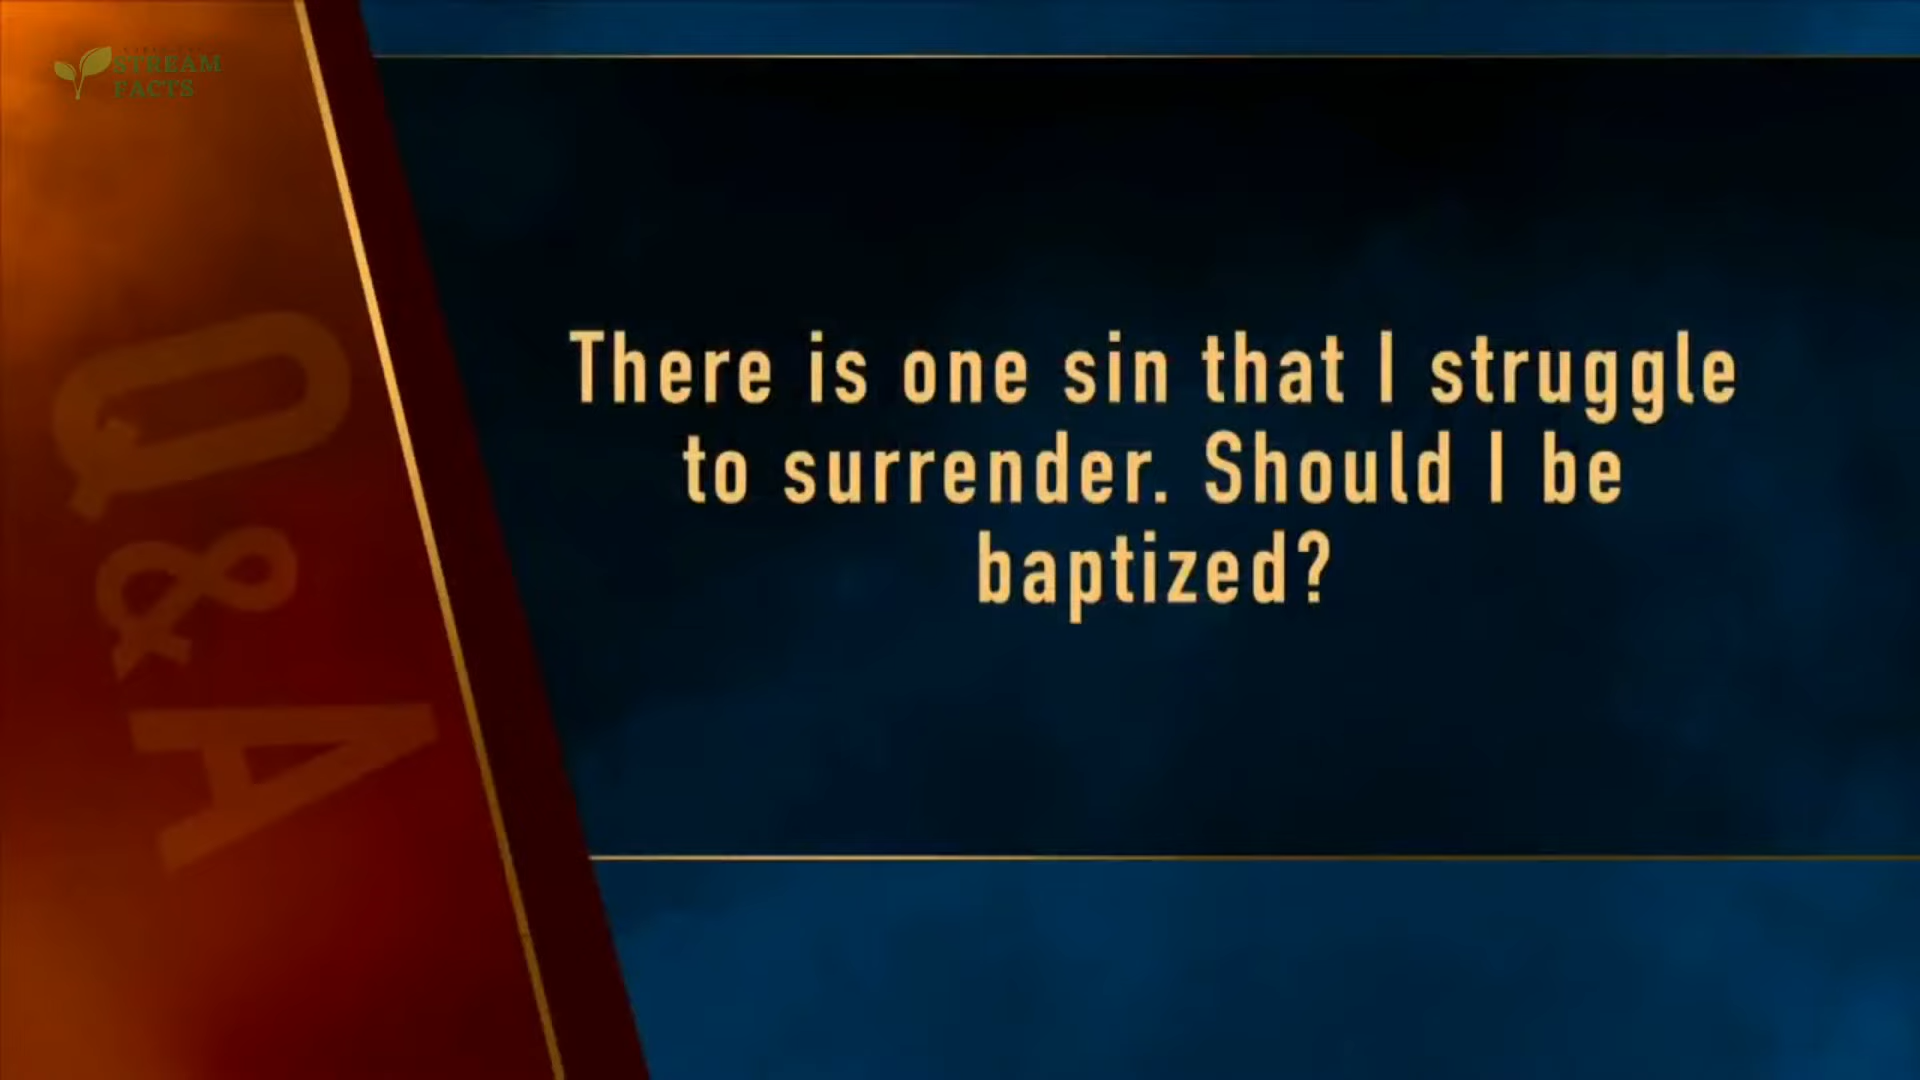 STREAM
FACTS
Q&A
There is one sin that I struggle
to surrender. Should I be
baptized?